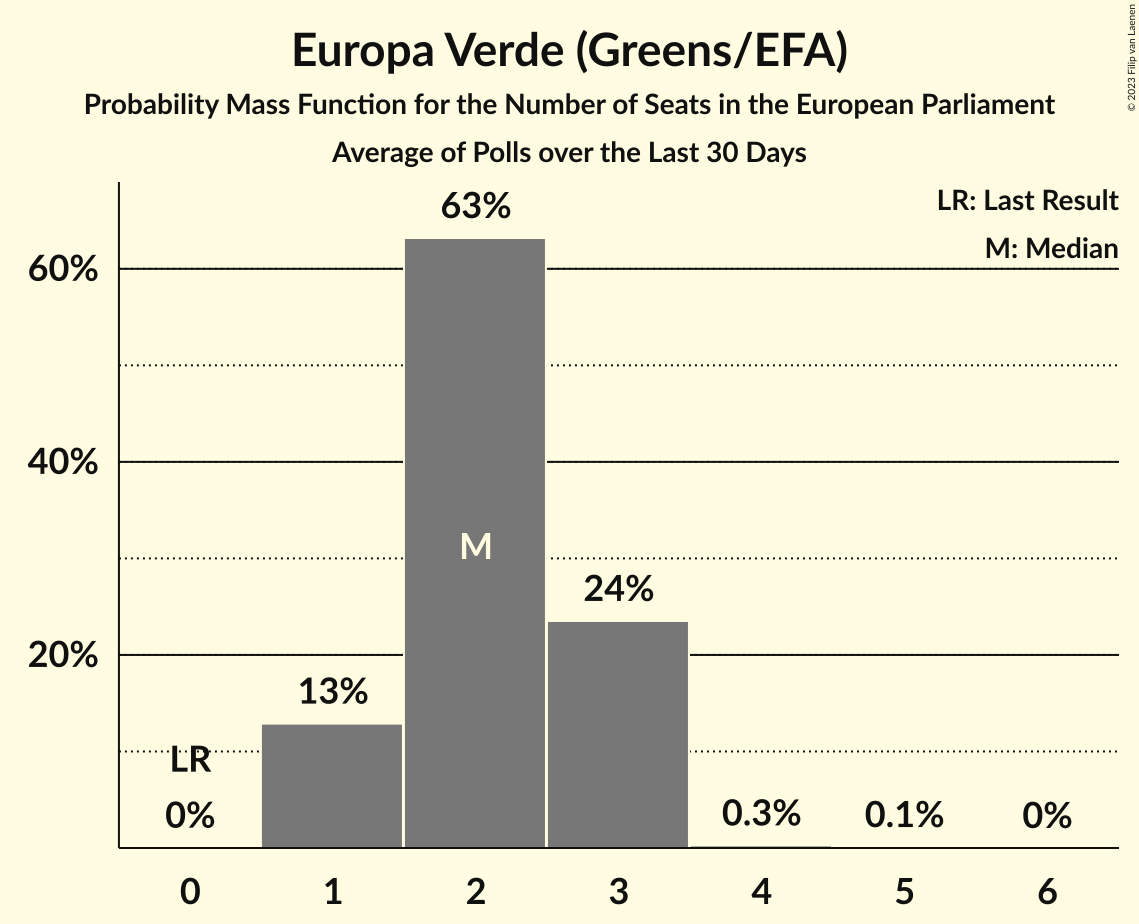 Europa Verde (Greens/EFA)
Probability Mass Function for the Number of Seats in the European Parliament
Average of Polls over the Last 30 Days
© 2023 Filip van Laenen
LR: Last Result
M: Median
63%
60%
40%
M
24%
20%
13%
LR
0%
0.3%
0.1%
0%
0 1 2 3 4 5 6